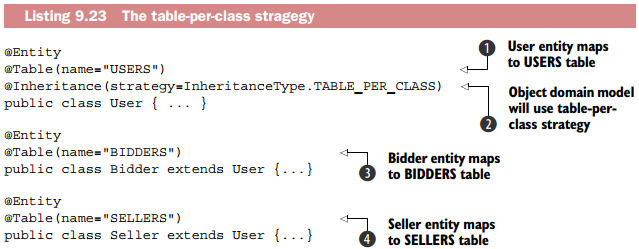 Listing 9.23 The table-per-class stragegy
@Entity
@Table(name="USERS")
@Inheritance(strategy=InheritanceType.TABLE_PER_CLASS)
public class User { ... }
1 User entity maps
to USERS table
Object domain model
will use table-per-
2 class strategy
@Entity
@Table(name="BIDDERS")
public class Bidder extends User {...}
Bidder entity maps
3 to BIDDERS table
@Entity
@Table(name="SELLERS")
public class Seller extends User {...}
Seller entity maps
4 to SELLERS table